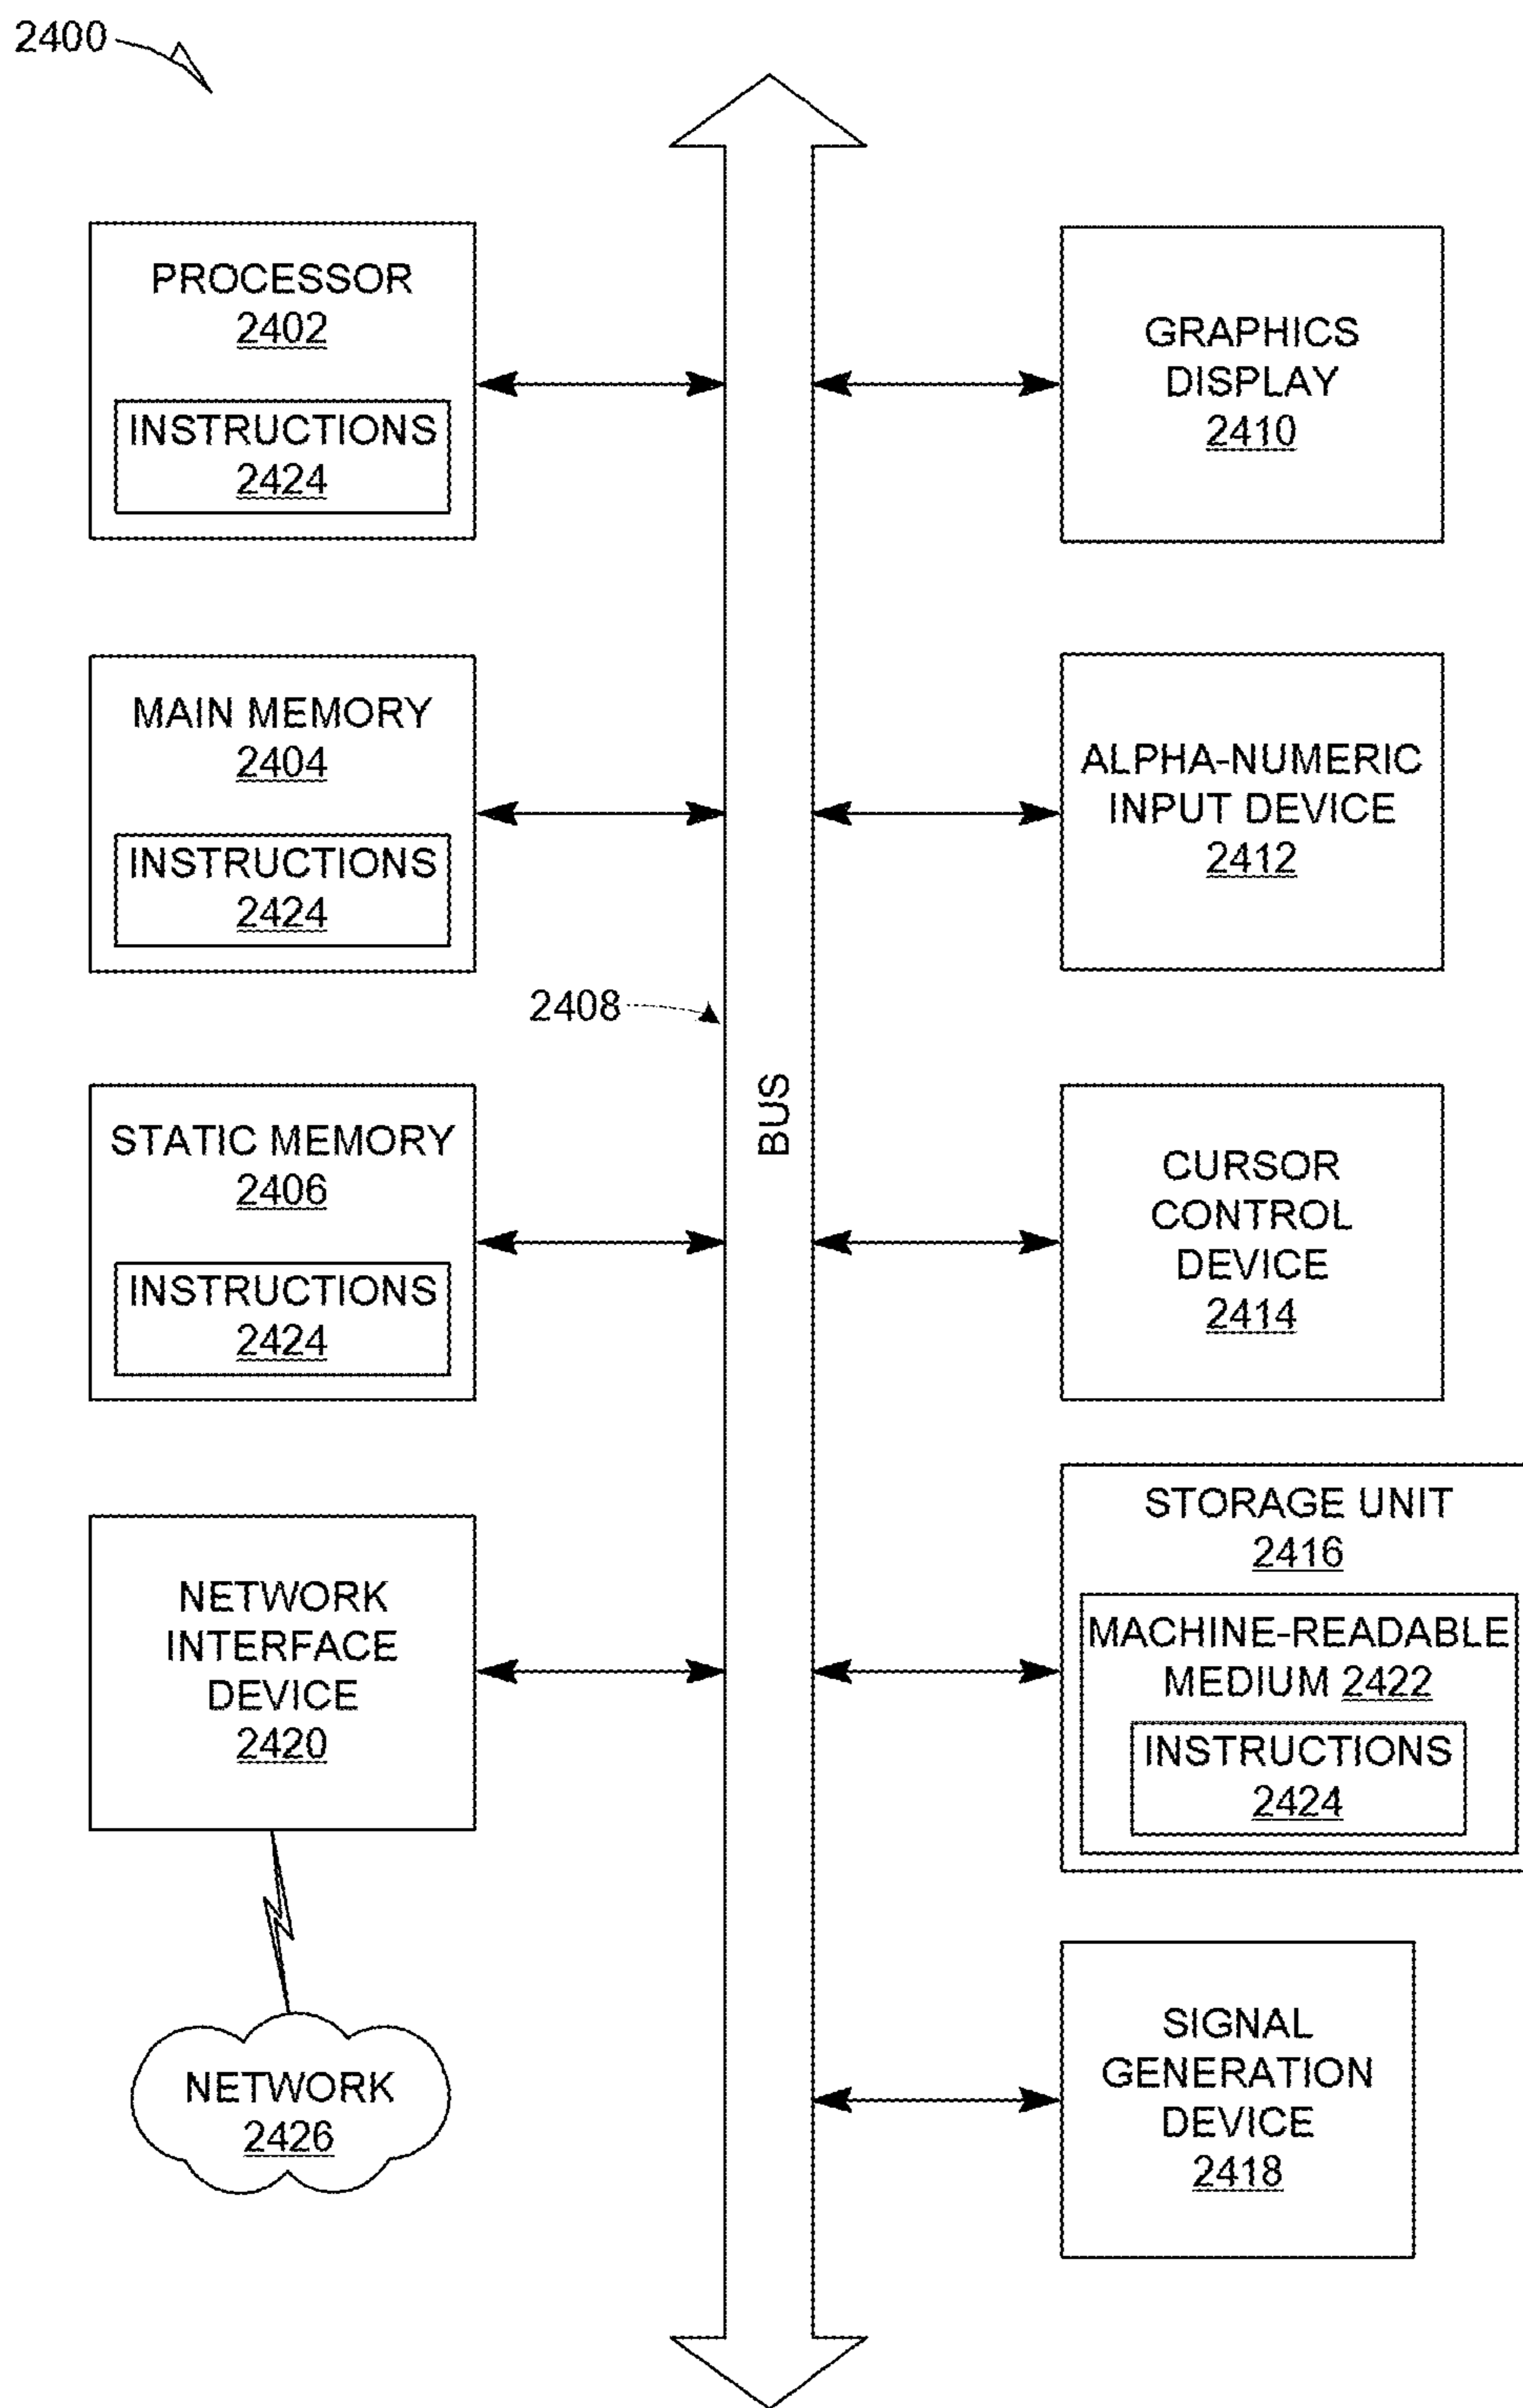 2400
PROCESSOR
2402
INSTRUCTIONS
2424
MAIN MEMORY
2404
INSTRUCTIONS
2424
2408
STATIC MEMORY
2406
INSTRUCTIONS
2424
NETWORK
INTERFACE
DEVICE
2420
NETWORK
2426
BUS
GRAPHICS
DISPLAY
2410
ALPHA-NUMERIC
INPUT DEVICE
2412
CURSOR
CONTROL
DEVICE
2414
STORAGE UNIT
2416
MACHINE-READABLE
MEDIUM 2422
INSTRUCTIONS
2424
SIGNAL
GENERATION
DEVICE
2418